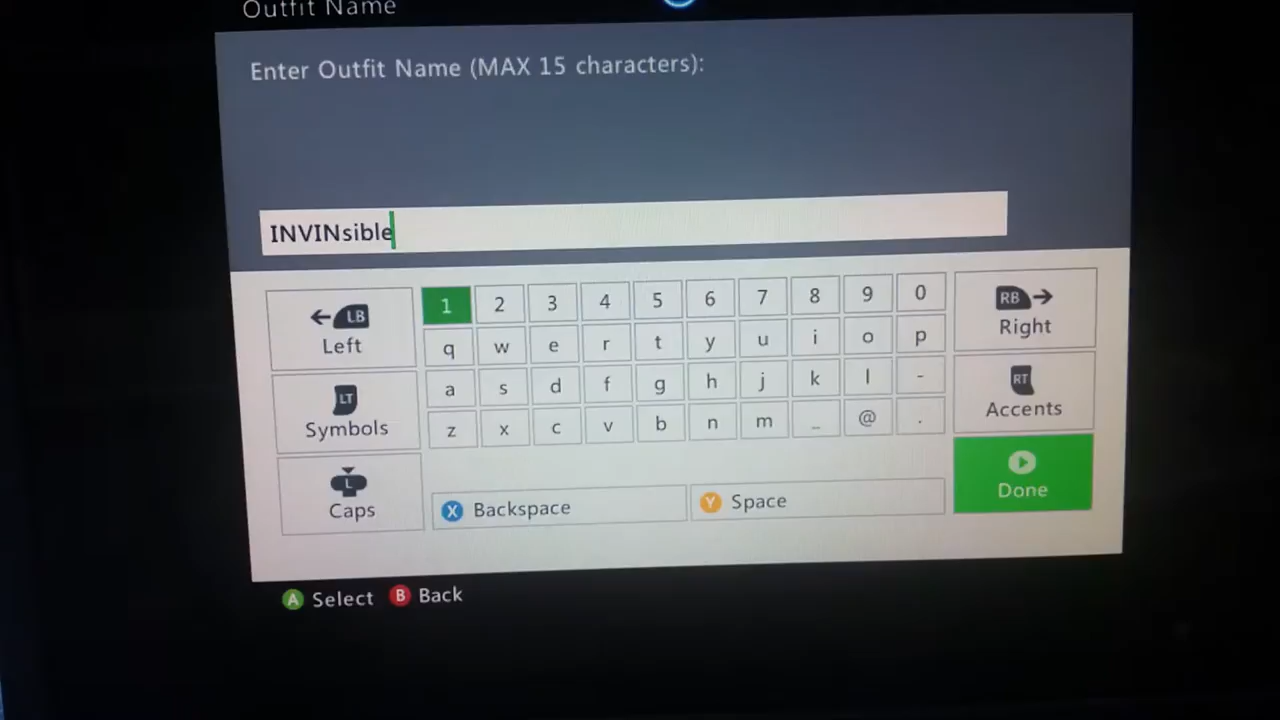 Outfit Name
Enter Outfit Name (MAX 15 characters):
INVINsible
LB
Left
1 2 3 4 5 6 7 8 9 0
RB
Right
q w e r t y u i o p
LT
Symbols
a s d f g h j k l -
RT
Accents
z x c v b n m _ @ .
L
Caps
X Backspace
Y Space
Done
A Select B Back